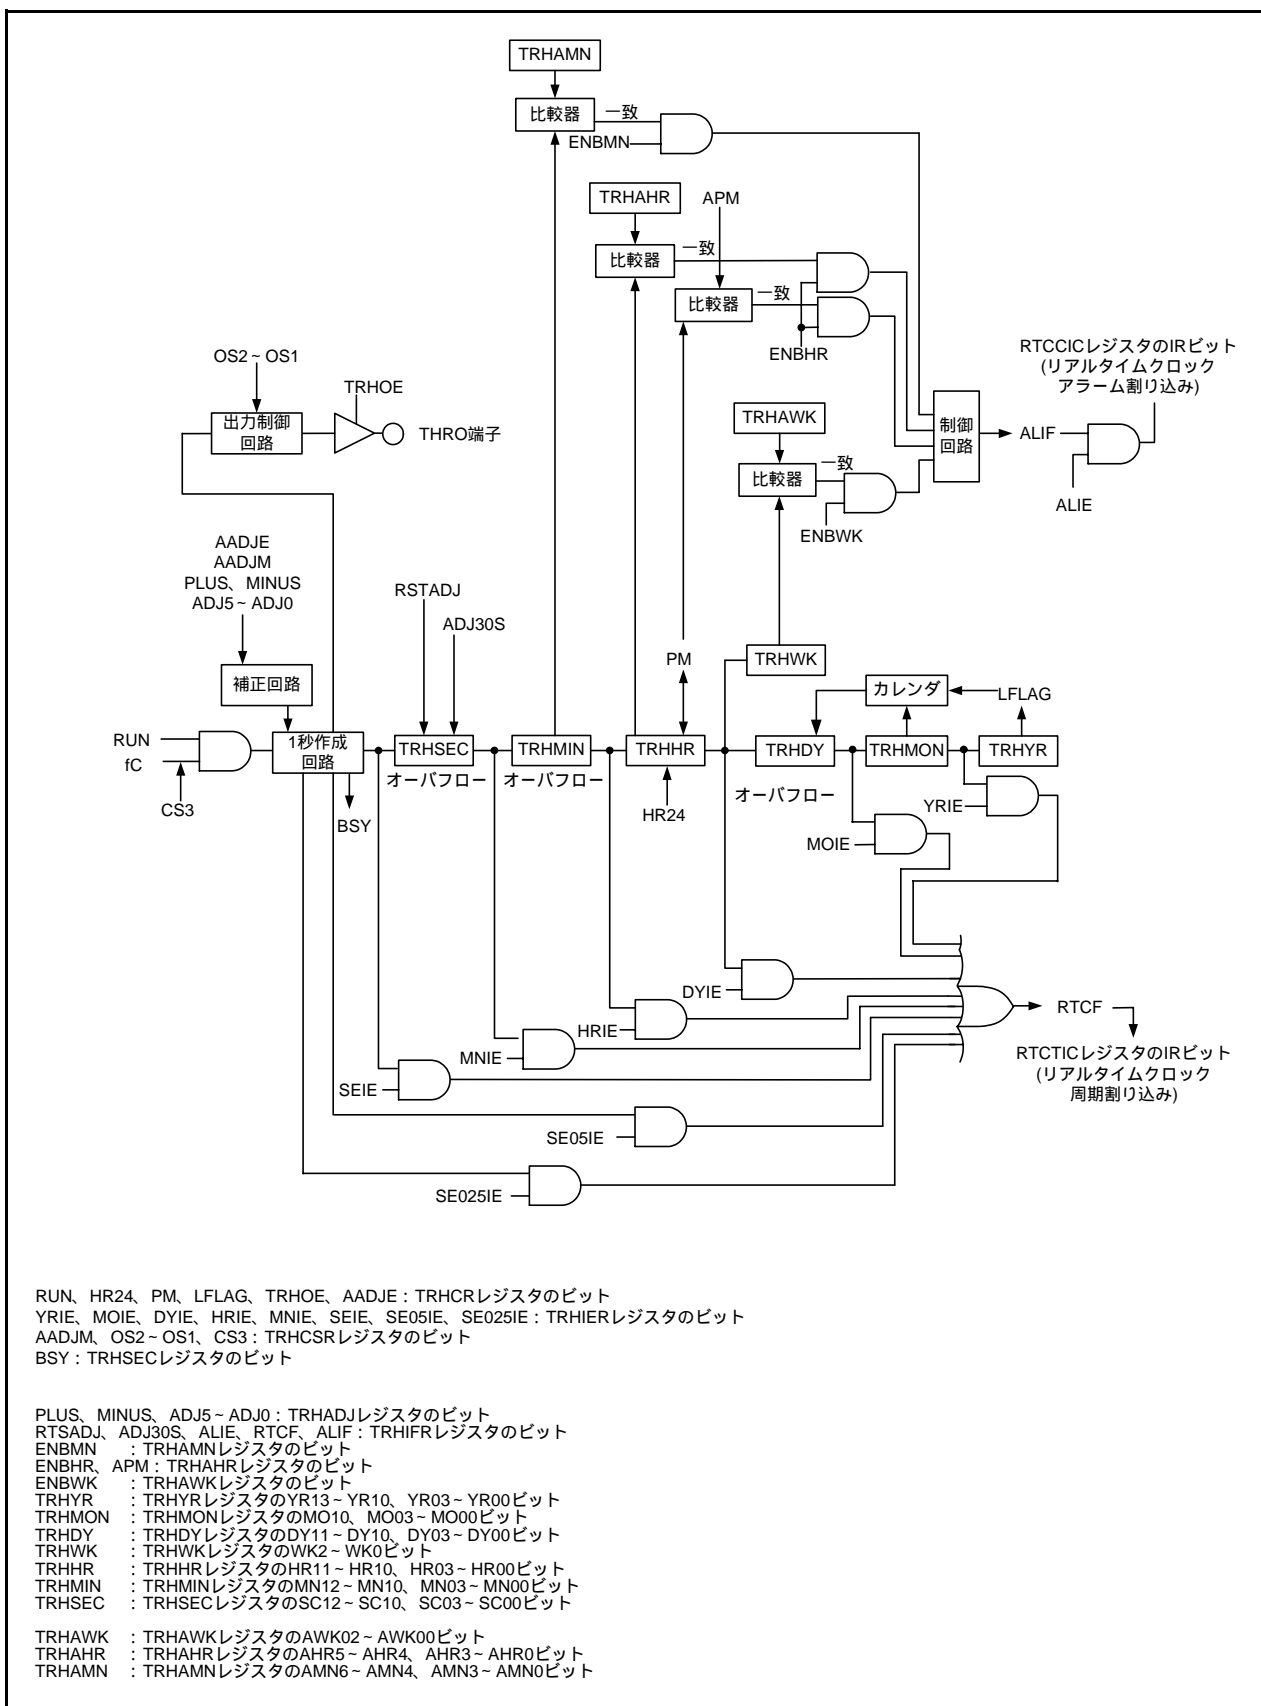 TRHAMN
比較器
一致
ENBMN
TRHAHR
APM
比較器
一致
比較器
一致
ENBHR
OS2～OS1
TRHOE
出力制御
回路
THRO端子
TRHAWK
比較器
一致
ENBWK
制御
回路
ALIF
ALIE
RTCCICレジスタのIRビット
(リアルタイムクロック
アラーム割り込み)
AADJE
AADJM
PLUS、MINUS
ADJ5～ADJ0
補正回路
RSTADJ
ADJ30S
PM
TRHWK
カレンダ
LFLAG
RUN
fC
CS3
1秒作成
回路
BSY
TRHSEC
オーバフロー
TRHMIN
オーバフロー
TRHHR
HR24
TRHDY
オーバフロー
TRHMON
TRHYR
YRIE
MOIE
DYIE
HRIE
MNIE
SEIE
SE05IE
SE025IE
RTCF
RTCTICレジスタのIRビット
(リアルタイムクロック
周期割り込み)
RUN、HR24、PM、LFLAG、TRHOE、AADJE：TRHCRレジスタのビット
YRIE、MOIE、DYIE、HRIE、MNIE、SEIE、SE05IE、SE025IE：TRHIERレジスタのビット
AADJM、OS2～OS1、CS3：TRHCSRレジスタのビット
BSY：TRHSECレジスタのビット
PLUS、MINUS、ADJ5～ADJ0：TRHADJレジスタのビット
RTSADJ、ADJ30S、ALIE、RTCF、ALIF：TRHIFRレジスタのビット
ENBMN ：TRHAMNレジスタのビット
ENBHR、APM：TRHAHRレジスタのビット
ENBWK ：TRHAWKレジスタのビット
TRHYR ：TRHYRレジスタのYR13～YR10、YR03～YR00ビット
TRHMON ：TRHMONレジスタのMO10、MO03～MO00ビット
TRHDY ：TRHDYレジスタのDY11～DY10、DY03～DY00ビット
TRHWK ：TRHWKレジスタのWK2～WK0ビット
TRHHR ：TRHHRレジスタのHR11～HR10、HR03～HR00ビット
TRHMIN ：TRHMINレジスタのMN12～MN10、MN03～MN00ビット
TRHSEC ：TRHSECレジスタのSC12～SC10、SC03～SC00ビット
TRHAWK ：TRHAWKレジスタのAWK02～AWK00ビット
TRHAHR ：TRHAHRレジスタのAHR5～AHR4、AHR3～AHR0ビット
TRHAMN ：TRHAMNレジスタのAMN6～AMN4、AMN3～AMN0ビット